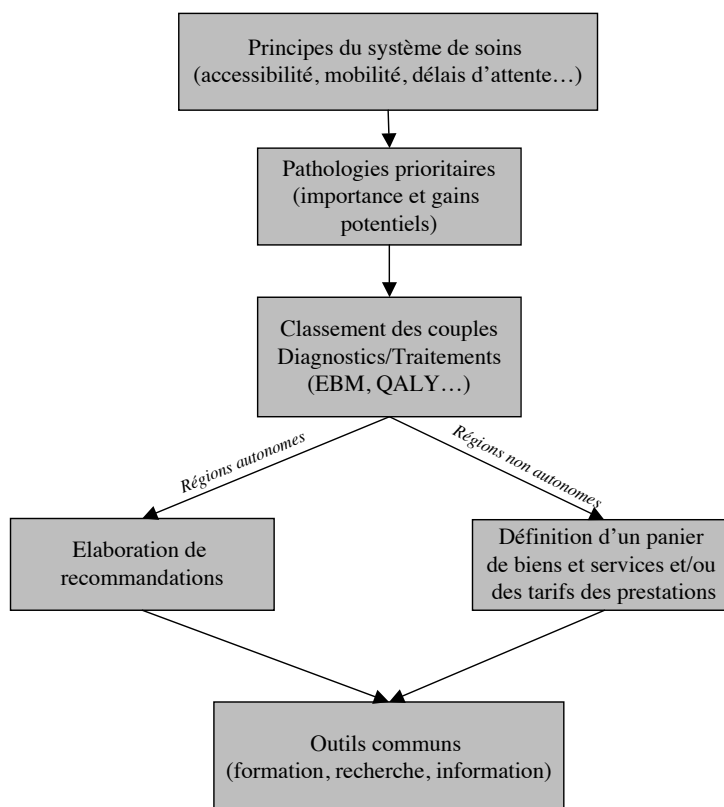 Principes du système de soins
(accessibilité, mobilité, délais d’attente…)
Pathologies prioritaires
(importance et gains
potentiels)
Classement des couples
Diagnostics/Traitements
(EBM, QALY…)
Régions autonomes
Régions non autonomes
Elaboration de
recommandations
Définition d’un panier
de biens et services et/ou
des tarifs des prestations
Outils communs
(formation, recherche, information)